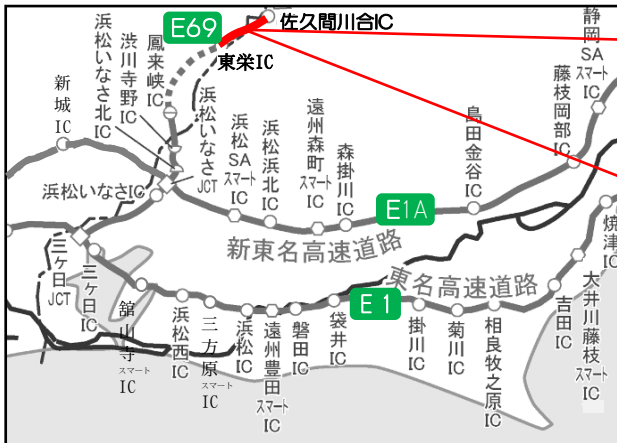 E69
佐久間川合IC
東栄IC
鳳来峡IC
渋川寺野IC
浜松いなさ北IC
新城IC
浜松いなさJCT
浜松いなさIC
浜松SAスマートIC
浜松浜北IC
遠州森町スマートIC
森掛川IC
E1A
島田金谷IC
藤枝岡部IC
静岡SAスマートIC
新東名高速道路
三ヶ日JCT
三ヶ日IC
舘山寺スマートIC
浜松西IC
三方原スマートIC
浜松IC
遠州豊田スマートIC
磐田IC
袋井IC
E1
東名高速道路
掛川IC
菊川IC
相良牧之原IC
吉田IC
大井川藤枝スマートIC
焼津IC